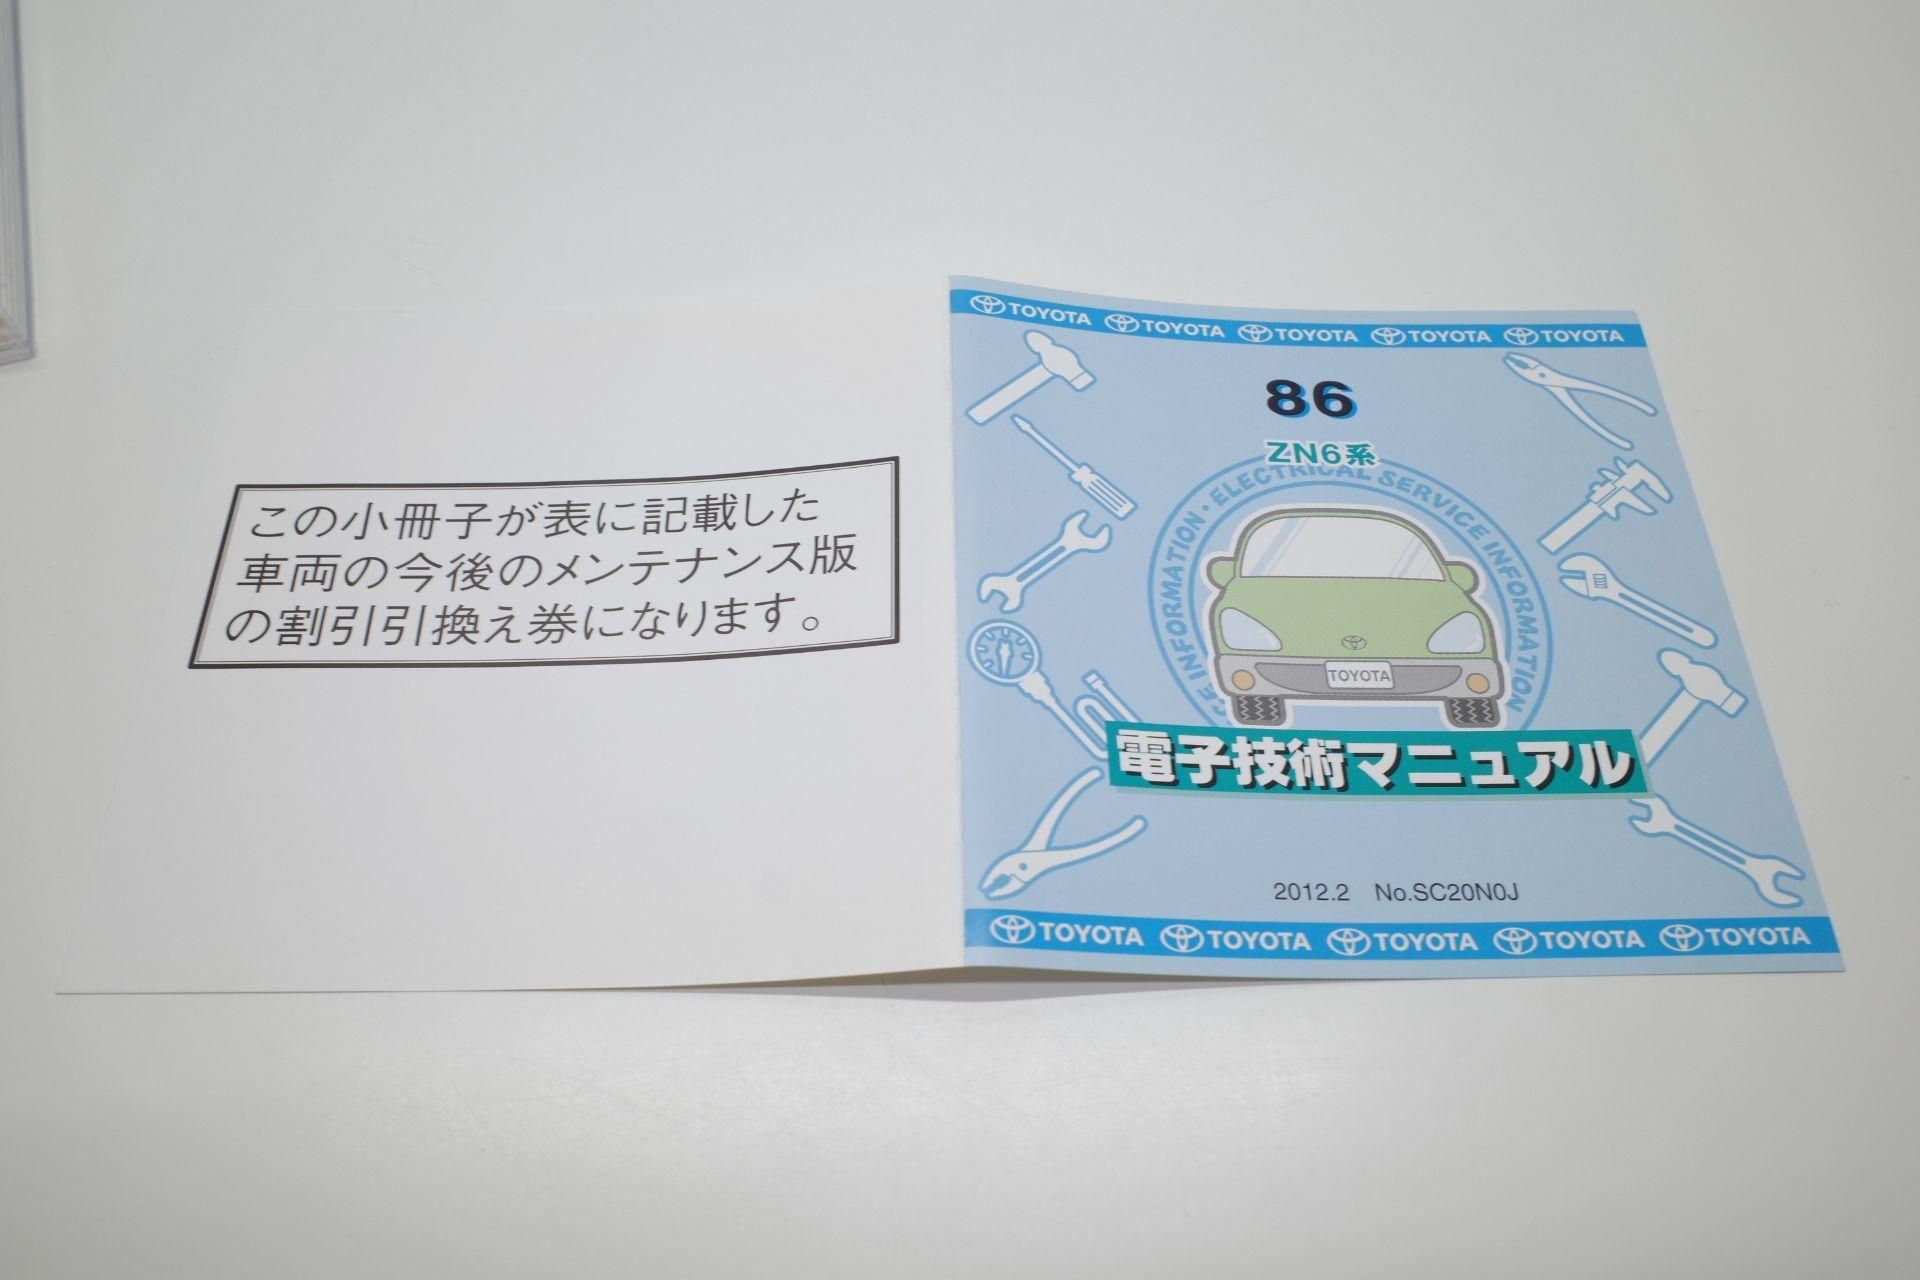 この小冊子が表に記載した
車両の今後のメンテナンス版
の割引引換え券になります。
TOYOTA TOYOTA TOYOTA TOYOTA TOYOTA
86
ZN6系
CE INFORMATION・ELECTRICAL SERVICE INFORMATION
TOYOTA
電子技術マニュアル
2012.2 No.SC20N0J
TOYOTA TOYOTA TOYOTA TOYOTA TOYOTA